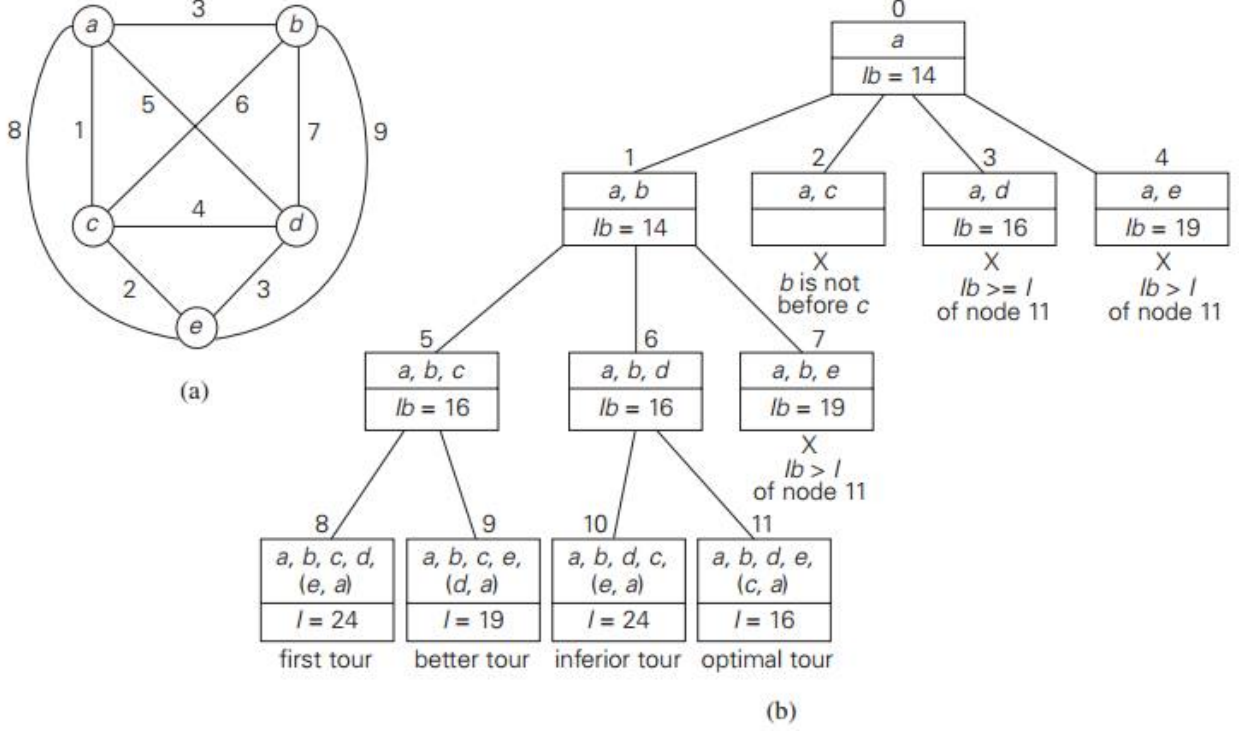 3
a
b
5
6
8
1
7
9
4
c
d
2
3
e
(a)
0
a
lb = 14
1
a, b
lb = 14
2
a, c
X
b is not
before c
3
a, d
lb = 16
X
lb >= l
of node 11
4
a, e
lb = 19
X
lb > l
of node 11
5
a, b, c
lb = 16
6
a, b, d
lb = 16
7
a, b, e
lb = 19
X
lb > l
of node 11
8
a, b, c, d,
(e, a)
l = 24
first tour
9
a, b, c, e,
(d, a)
l = 19
better tour
10
a, b, d, c,
(e, a)
l = 24
inferior tour
11
a, b, d, e,
(c, a)
l = 16
optimal tour
(b)